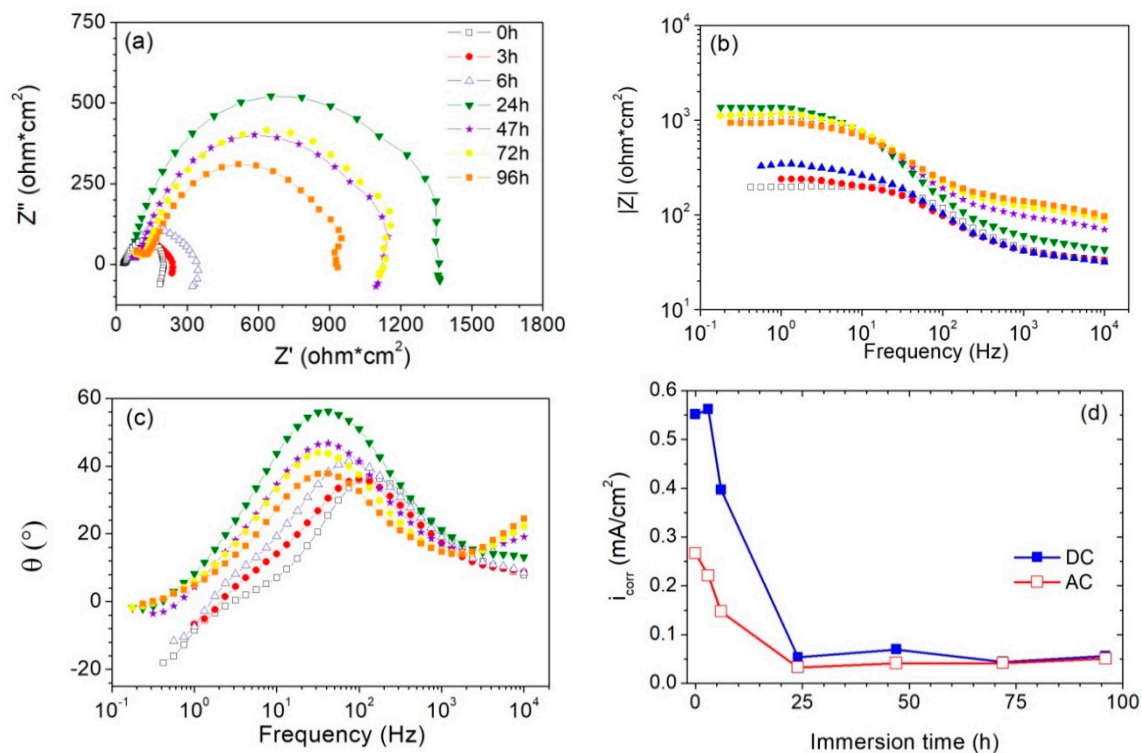 (a)
0h
3h
6h
24h
47h
72h
96h
750
500
250
0
Z'' (ohm*cm²)
0 300 600 900 1200 1500 1800
Z' (ohm*cm²)
(b)
10⁴
10³
10²
10¹
|Z| (ohm*cm²)
10⁻¹ 10⁰ 10¹ 10² 10³ 10⁴
Frequency (Hz)
(c)
60
40
20
0
-20
θ (°)
10⁻¹ 10⁰ 10¹ 10² 10³ 10⁴
Frequency (Hz)
(d)
0.6
0.5
0.4
0.3
0.2
0.1
0.0
i_corr (mA/cm²)
DC
AC
0 25 50 75 100
Immersion time (h)